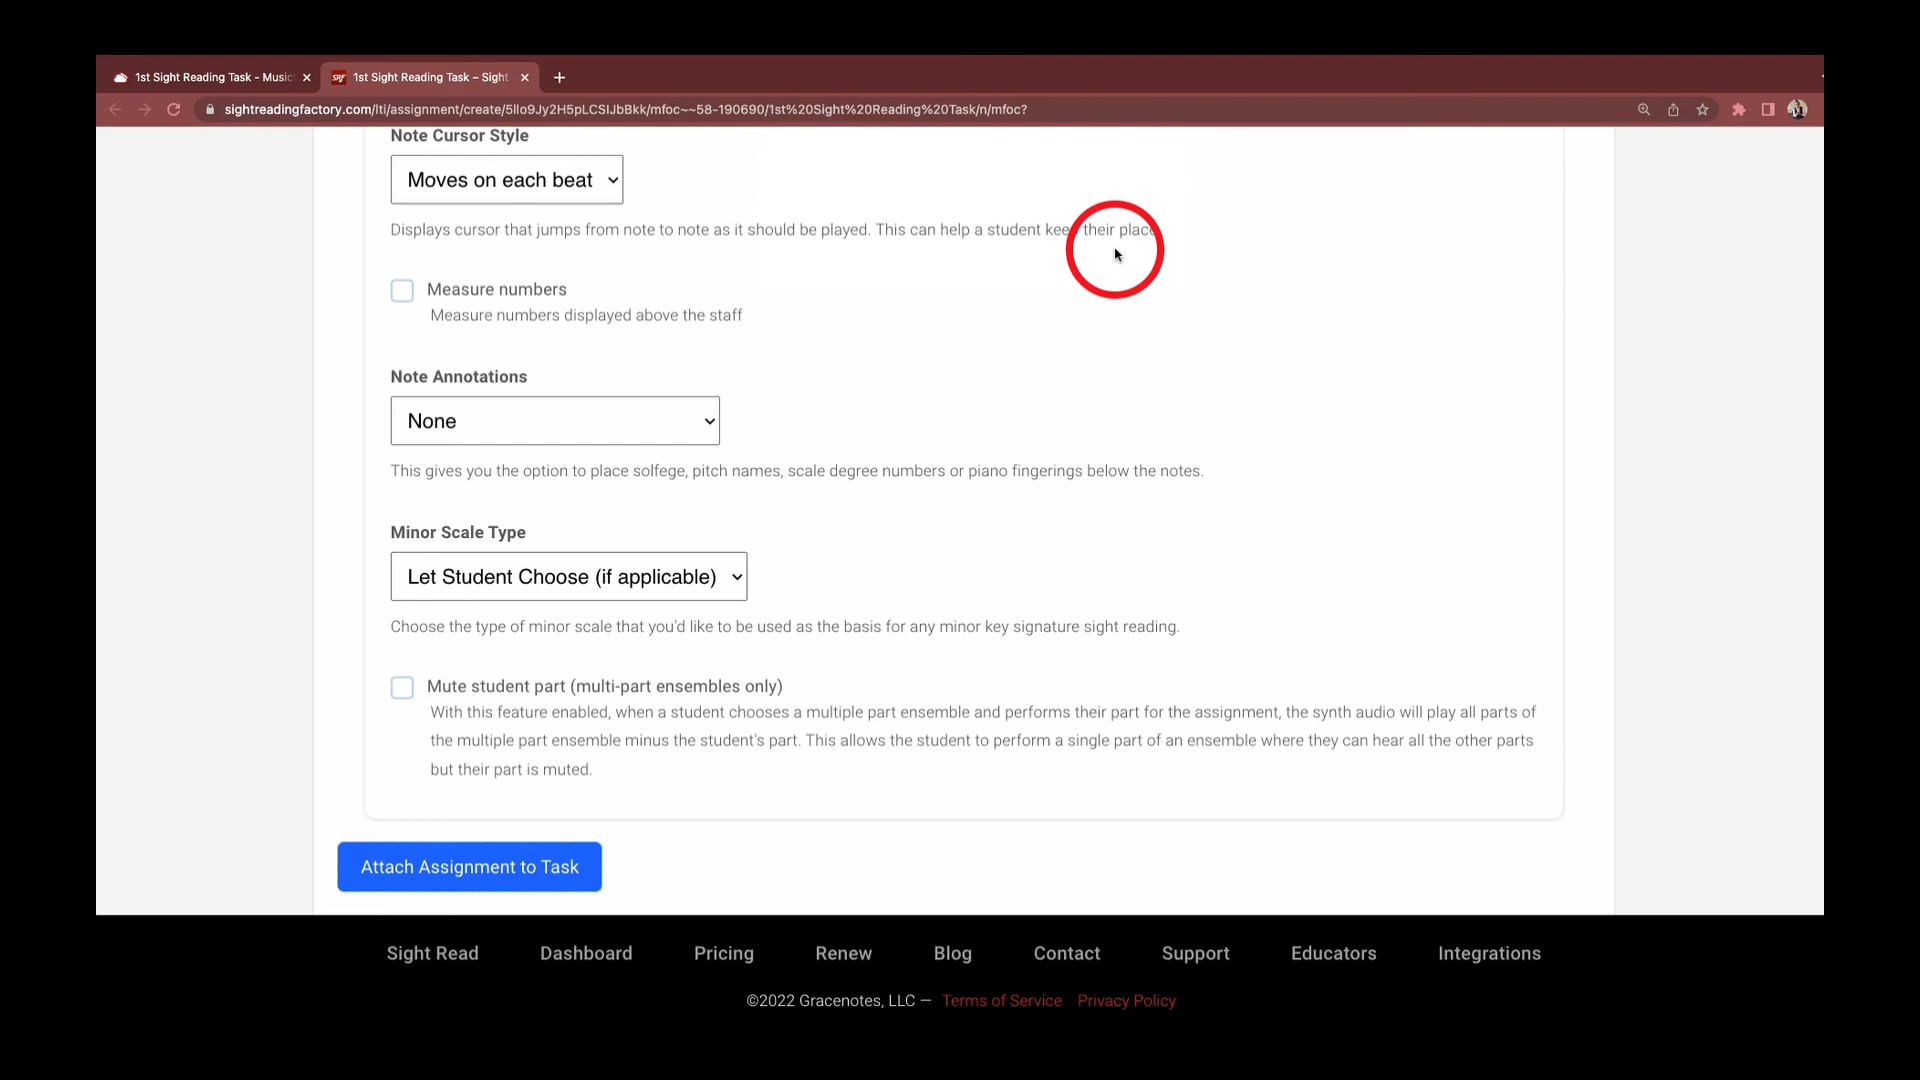 1st Sight Reading Task - Music
1st Sight Reading Task – Sight
sightreadingfactory.com/lti/assignment/create/5llo9Jy2H5pLCSIJbBkk/mfoc~~58-190690/1st%20Sight%20Reading%20Task/n/mfoc?
Note Cursor Style
Moves on each beat
Displays cursor that jumps from note to note as it should be played. This can help a student keep their place
Measure numbers
Measure numbers displayed above the staff
Note Annotations
None
This gives you the option to place solfege, pitch names, scale degree numbers or piano fingerings below the notes.
Minor Scale Type
Let Student Choose (if applicable)
Choose the type of minor scale that you'd like to be used as the basis for any minor key signature sight reading.
Mute student part (multi-part ensembles only)
With this feature enabled, when a student chooses a multiple part ensemble and performs their part for the assignment, the synth audio will play all parts of
the multiple part ensemble minus the student's part. This allows the student to perform a single part of an ensemble where they can hear all the other parts
but their part is muted.
Attach Assignment to Task
Sight Read Dashboard Pricing Renew Blog Contact Support Educators Integrations
©2022 Gracenotes, LLC — Terms of Service Privacy Policy